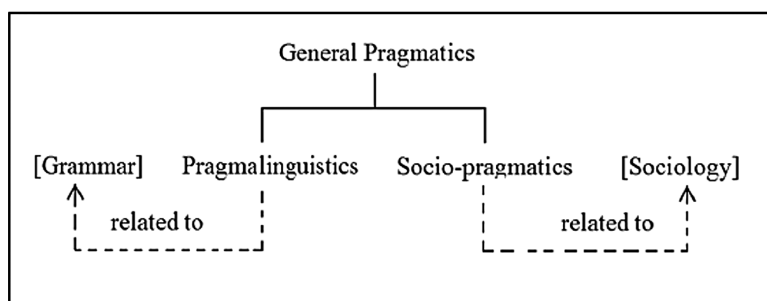 General Pragmatics
[Grammar] Pragmalinguistics Socio-pragmatics [Sociology]
related to related to